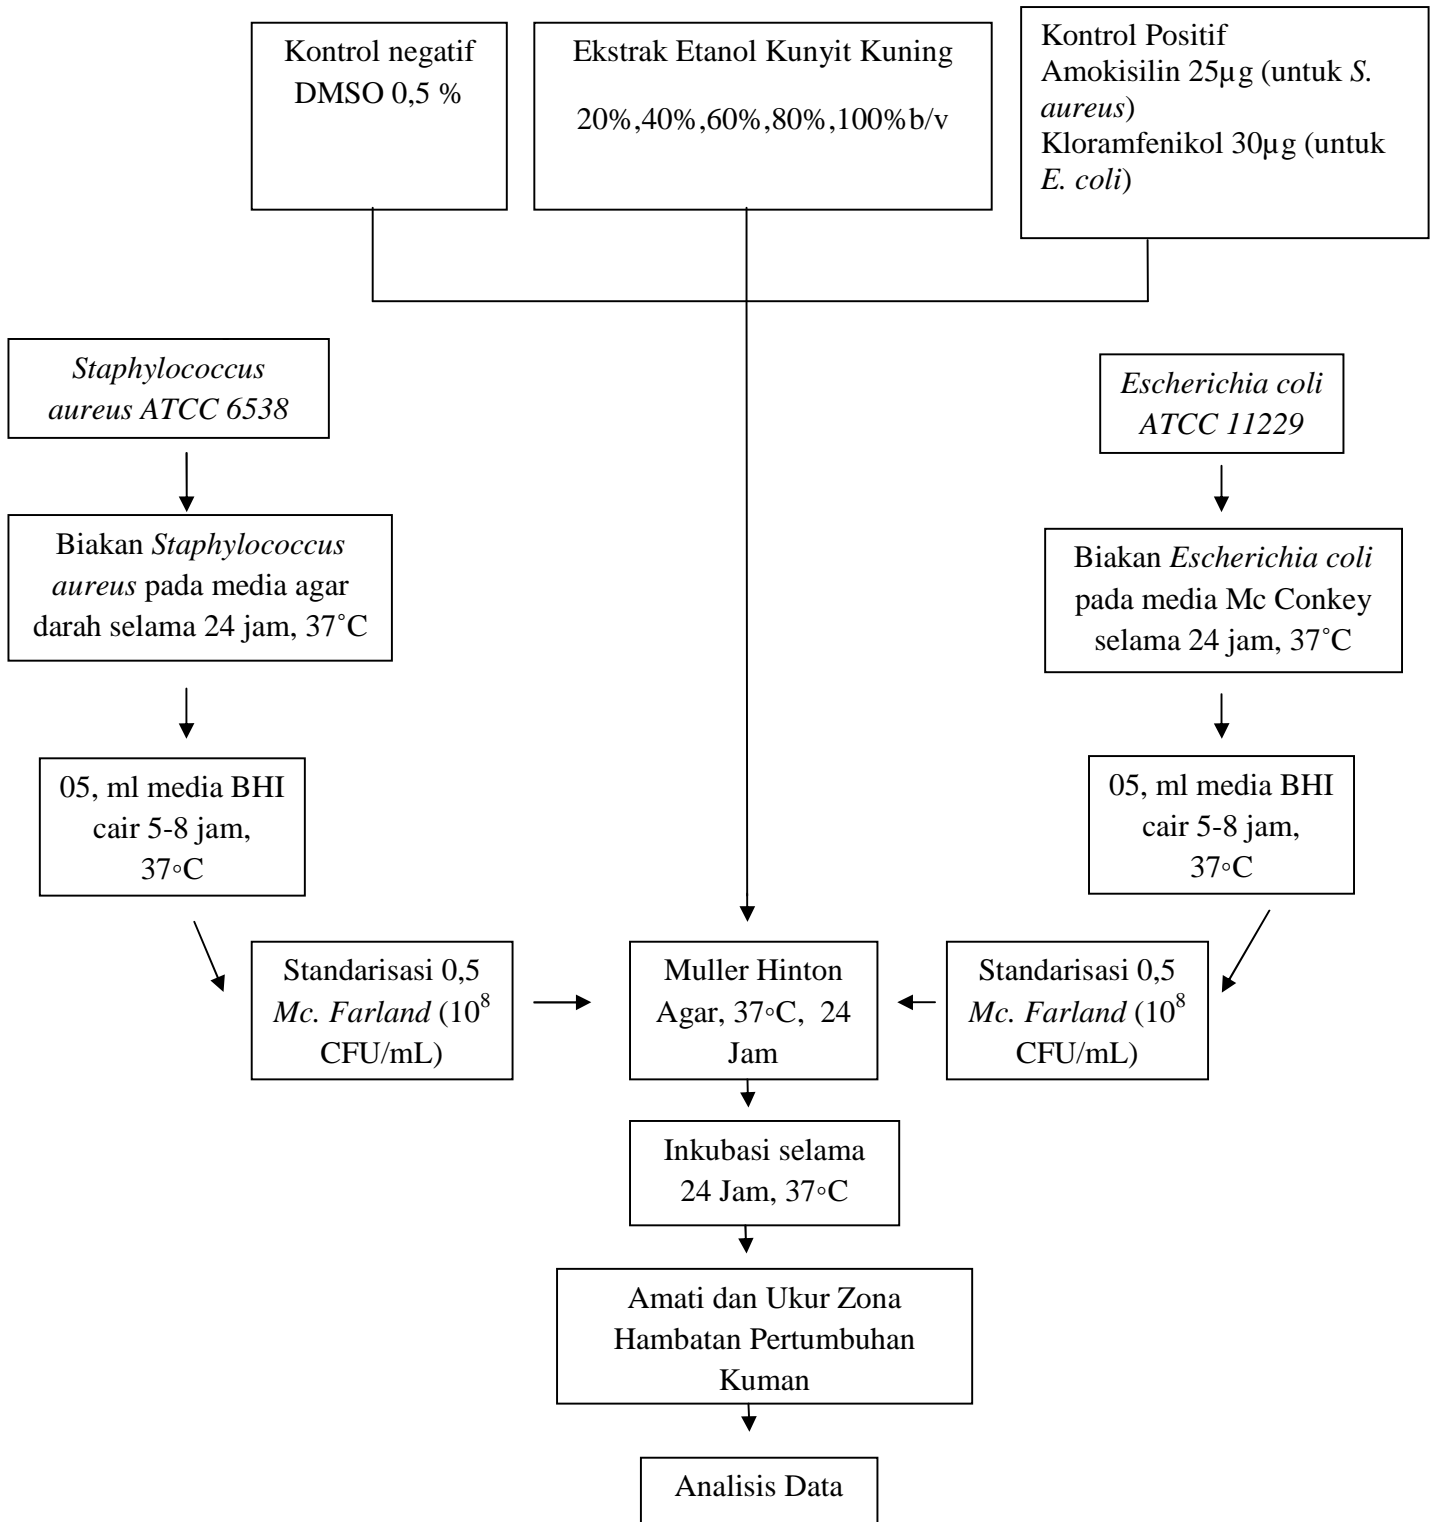 Kontrol negatif
DMSO 0,5 %
Ekstrak Etanol Kunyit Kuning
20%,40%,60%,80%,100%b/v
Kontrol Positif
Amokisilin 25µg (untuk S.
aureus)
Kloramfenikol 30µg (untuk
E. coli)
Staphylococcus
aureus ATCC 6538
Escherichia coli
ATCC 11229
Biakan Staphylococcus
aureus pada media agar
darah selama 24 jam, 37˚C
Biakan Escherichia coli
pada media Mc Conkey
selama 24 jam, 37˚C
05, ml media BHI
cair 5-8 jam,
37◦C
05, ml media BHI
cair 5-8 jam,
37◦C
Standarisasi 0,5
Mc. Farland (10⁸
CFU/mL)
Muller Hinton
Agar, 37◦C, 24
Jam
Standarisasi 0,5
Mc. Farland (10⁸
CFU/mL)
Inkubasi selama
24 Jam, 37◦C
Amati dan Ukur Zona
Hambatan Pertumbuhan
Kuman
Analisis Data